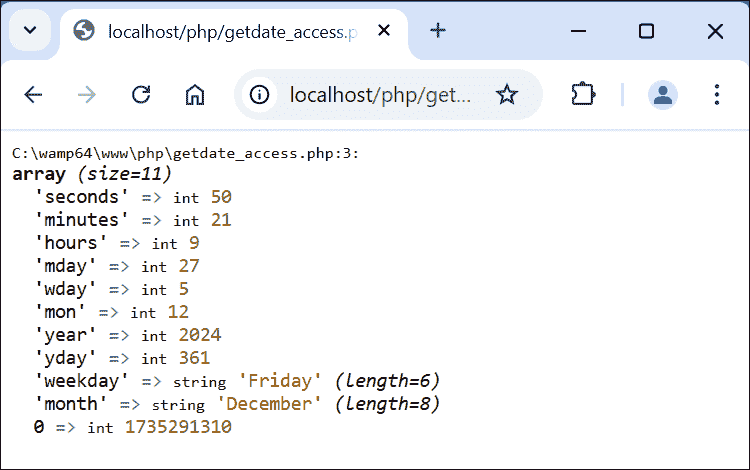 localhost/php/getdate_access.p
localhost/php/get...
C:\wamp64\www\php\getdate_access.php:3:
array (size=11)
'seconds' => int 50
'minutes' => int 21
'hours' => int 9
'mday' => int 27
'wday' => int 5
'mon' => int 12
'year' => int 2024
'yday' => int 361
'weekday' => string 'Friday' (length=6)
'month' => string 'December' (length=8)
0 => int 1735291310